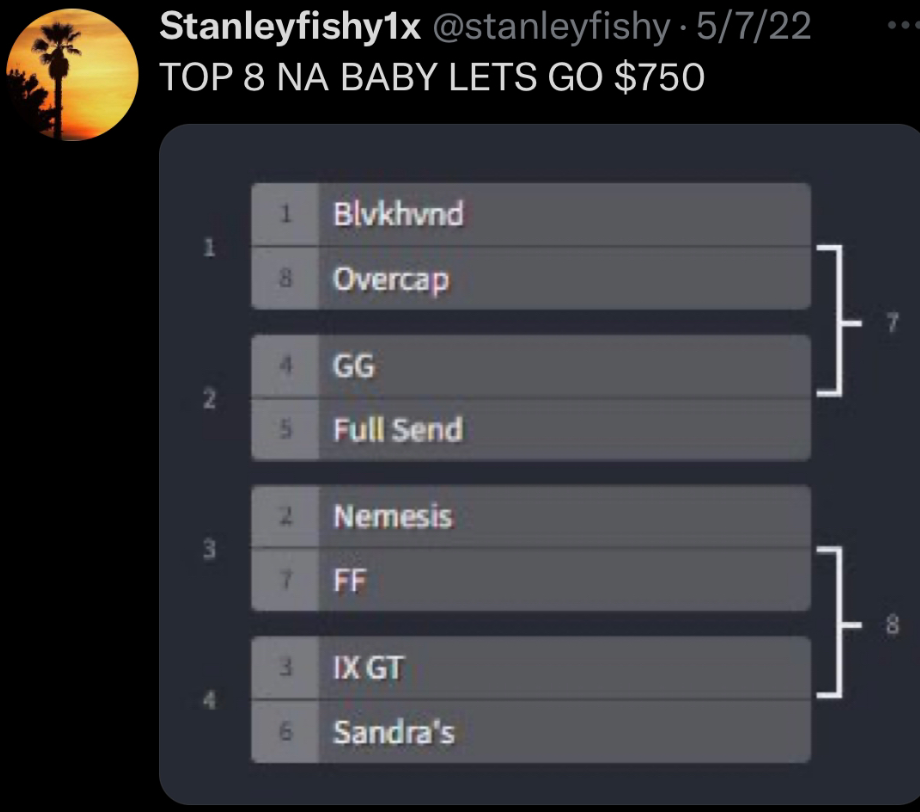 Stanleyfishy1x @stanleyfishy · 5/7/22 ...
TOP 8 NA BABY LETS GO $750
1
1 Blvkhvnd
8 Overcap
7
2
4 GG
5 Full Send
3
2 Nemesis
7 FF
8
4
3 IX GT
6 Sandra's